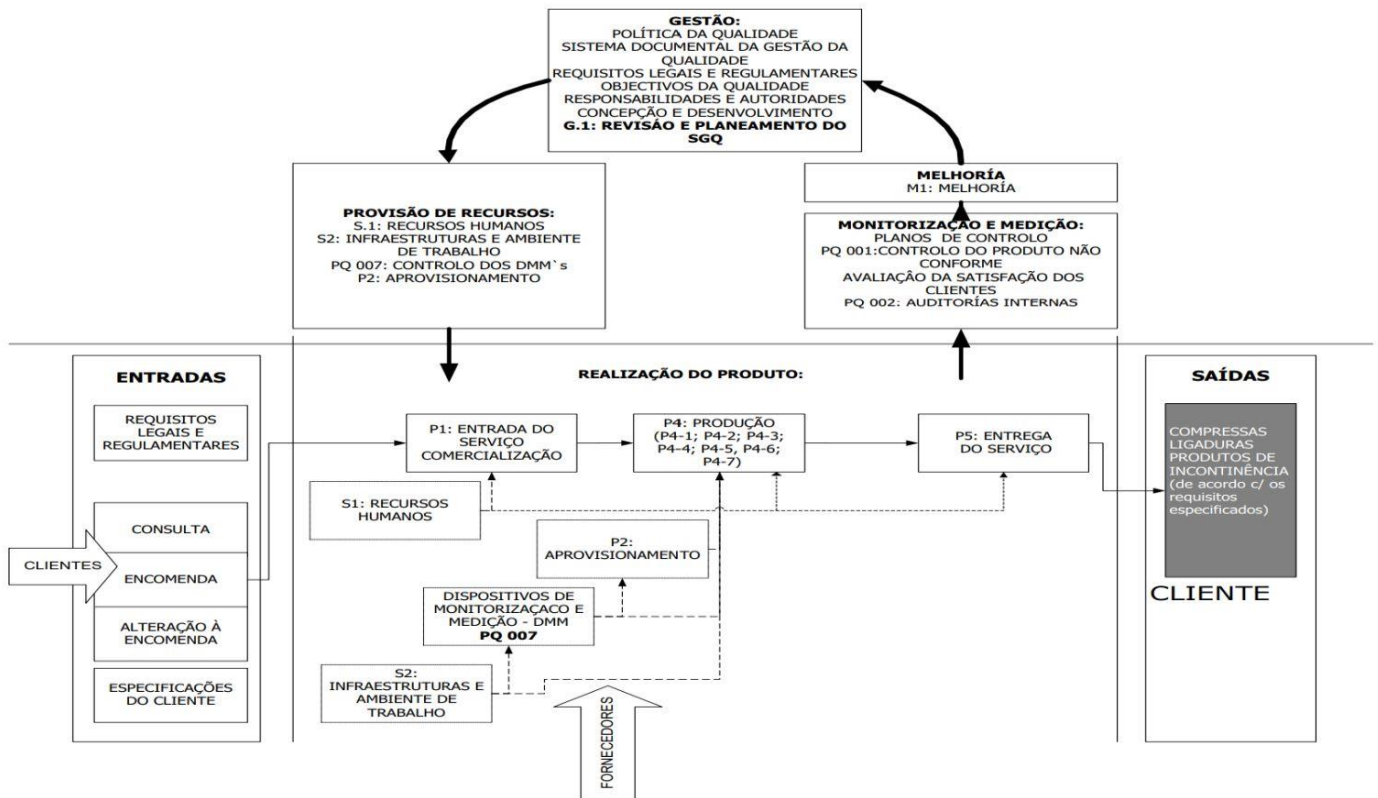 GESTÃO:
POLÍTICA DA QUALIDADE
SISTEMA DOCUMENTAL DA GESTÃO DA
QUALIDADE
REQUISITOS LEGAIS E REGULAMENTARES
OBJECTIVOS DA QUALIDADE
RESPONSABILIDADES E AUTORIDADES
CONCEPÇÃO E DESENVOLVIMENTO
G.1: REVISÃO E PLANEAMENTO DO
SGQ
PROVISÃO DE RECURSOS:
S.1: RECURSOS HUMANOS
S2: INFRAESTRUTURAS E AMBIENTE
DE TRABALHO
PQ 007: CONTROLO DOS DMM`s
P2: APROVISIONAMENTO
MELHORÍA
M1: MELHORÍA
MONITORIZAÇÃO E MEDIÇÃO:
PLANOS DE CONTROLO
PQ 001:CONTROLO DO PRODUTO NÃO
CONFORME
AVALIAÇÂO DA SATISFAÇÃO DOS
CLIENTES
PQ 002: AUDITORÍAS INTERNAS
ENTRADAS
REQUISITOS
LEGAIS E
REGULAMENTARES
CLIENTES
CONSULTA
ENCOMENDA
ALTERAÇÃO À
ENCOMENDA
ESPECIFICAÇÕES
DO CLIENTE
REALIZAÇÃO DO PRODUTO:
P1: ENTRADA DO
SERVIÇO
COMERCIALIZAÇÃO
P4: PRODUÇÃO
(P4-1; P4-2; P4-3;
P4-4; P4-5, P4-6;
P4-7)
P5: ENTREGA
DO SERVIÇO
S1: RECURSOS
HUMANOS
P2:
APROVISIONAMENTO
DISPOSITIVOS DE
MONITORIZAÇACO E
MEDIÇÃO - DMM
PQ 007
S2:
INFRAESTRUTURAS E
AMBIENTE DE
TRABALHO
FORNECEDORES
SAÍDAS
COMPRESSAS
LIGADURAS
PRODUTOS DE
INCONTINÊNCIA
(de acordo c/ os
requisitos
especificados)
CLIENTE